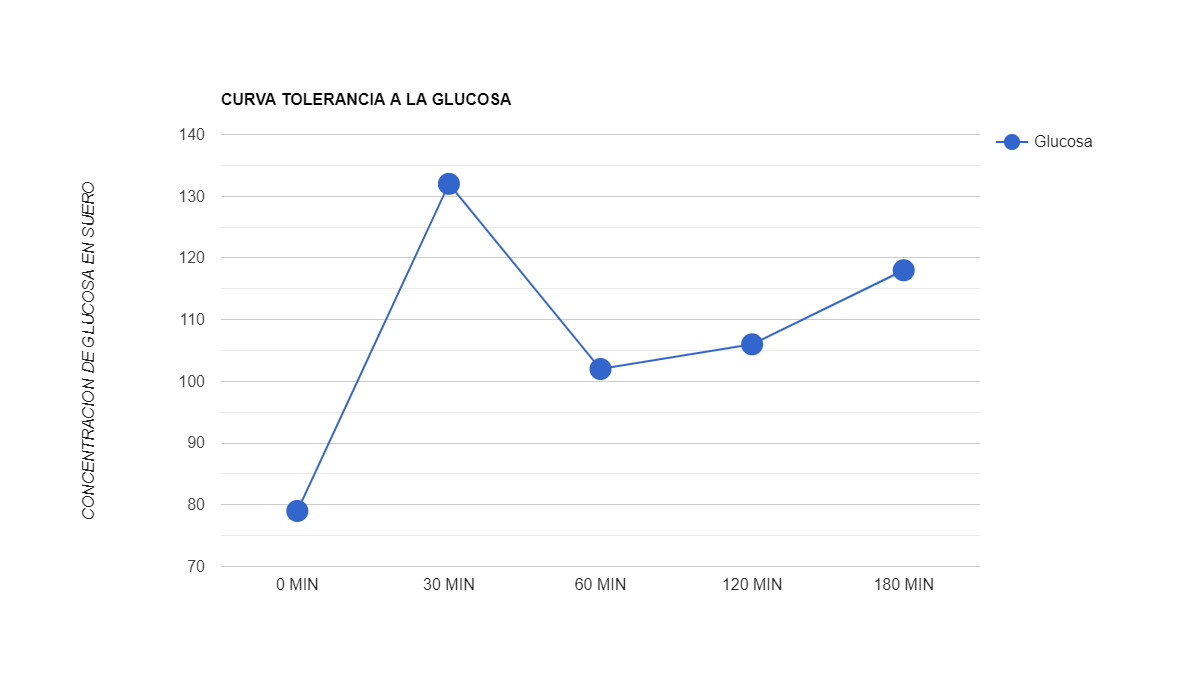 CURVA TOLERANCIA A LA GLUCOSA
140
130
120
110
100
90
80
70
CONCENTRACION DE GLUCOSA EN SUERO
0 MIN
30 MIN
60 MIN
120 MIN
180 MIN
Glucosa